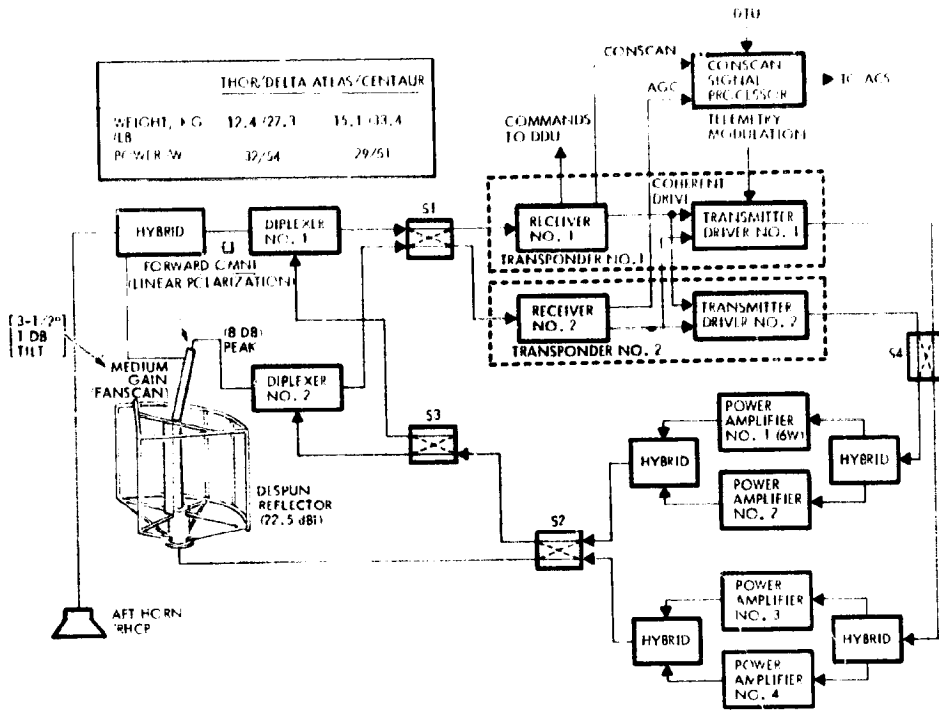 DTU
CONSCAN
CONSCAN
SIGNAL
PROCESSOR
TO ACS
AGC
TELEMETRY
MODULATION
THOR/DELTA ATLAS/CENTAUR
WEIGHT, KG 12.4/27.3 15.1/33.4
/LB
POWER W 32/54 29/51
COMMANDS
TO DDU
COHERENT
DRIVE
S1
HYBRID
DIPLEXER
NO. 1
RECEIVER
NO. 1
TRANSMITTER
DRIVER NO. 1
TRANSPONDER NO. 1
FORWARD OMNI
(LINEAR POLARIZATION)
RECEIVER
NO. 2
TRANSMITTER
DRIVER NO. 2
TRANSPONDER NO. 2
S4
[3-1/2°]
1 DB
TILT
(8 DB)
PEAK
MEDIUM
GAIN
(FANSCAN)
DIPLEXER
NO. 2
S3
POWER
AMPLIFIER
NO. 1 (6W)
HYBRID
HYBRID
POWER
AMPLIFIER
NO. 2
DESPUN
REFLECTOR
(22.5 dBi)
S2
POWER
AMPLIFIER
NO. 3
HYBRID
HYBRID
POWER
AMPLIFIER
NO. 4
AFT HORN
RHCP